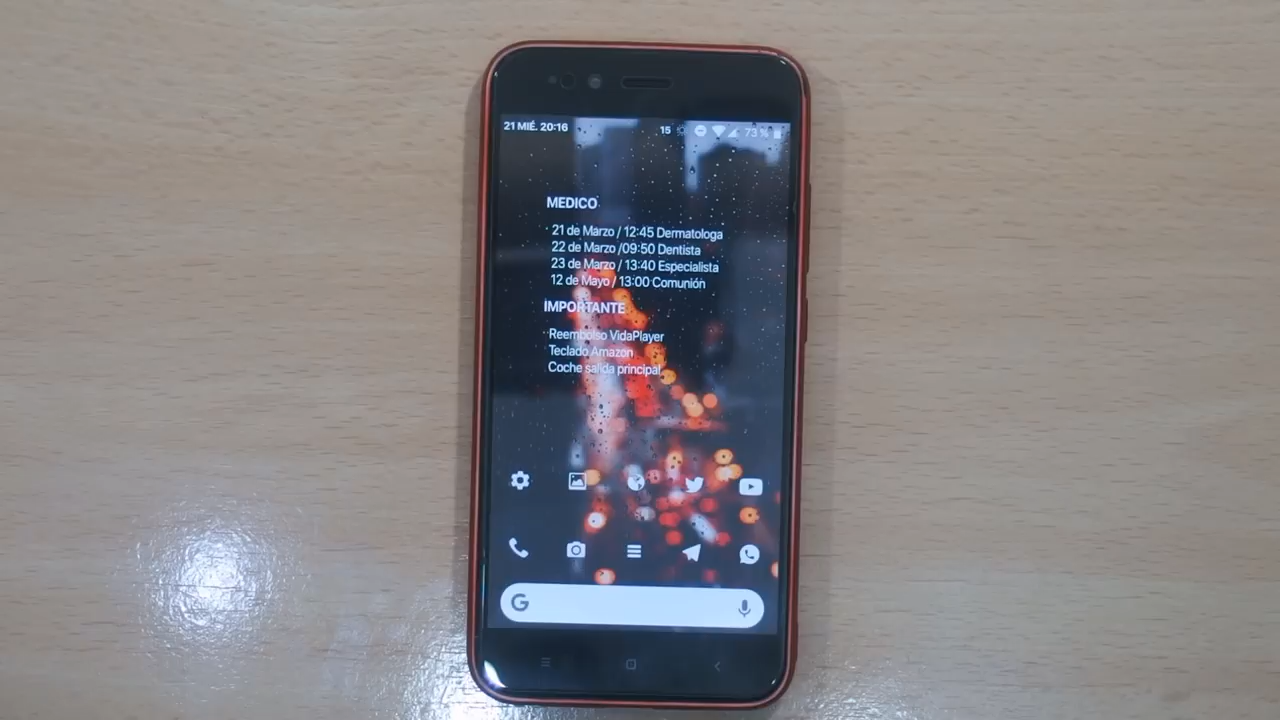 21 MIÉ. 20:16 15 73 %
MEDICO
21 de Marzo / 12:45 Dermatologa
22 de Marzo /09:50 Dentista
23 de Marzo / 13:40 Especialista
12 de Mayo / 13:00 Comunión
IMPORTANTE
Reembolso VidaPlayer
Teclado Amazon
Coche salida principal
G